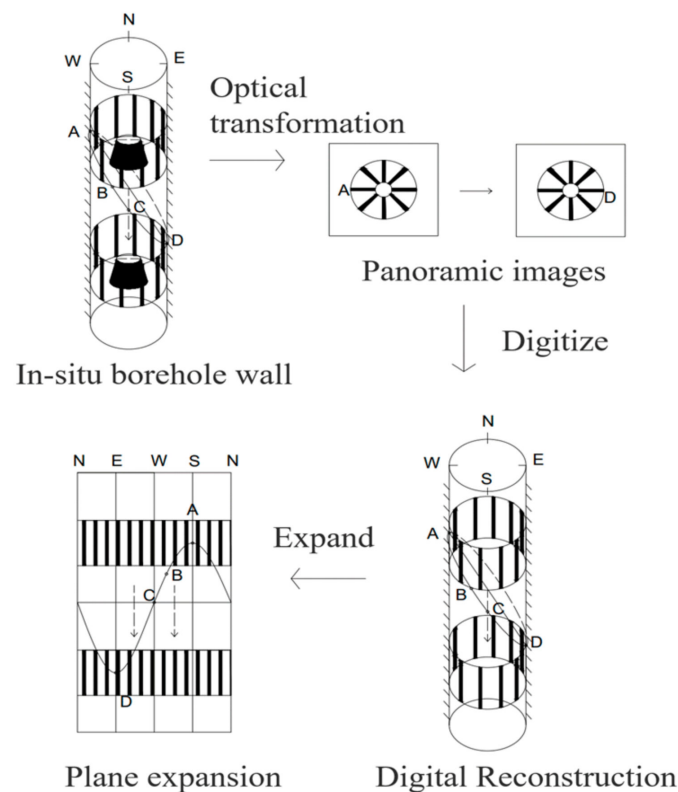 N
W E
S
A
B
C
D
In-situ borehole wall
Optical
transformation
A
D
Panoramic images
Digitize
N
W E
S
A
B
C
D
Digital Reconstruction
Expand
N E W S N
A
B
C
D
Plane expansion